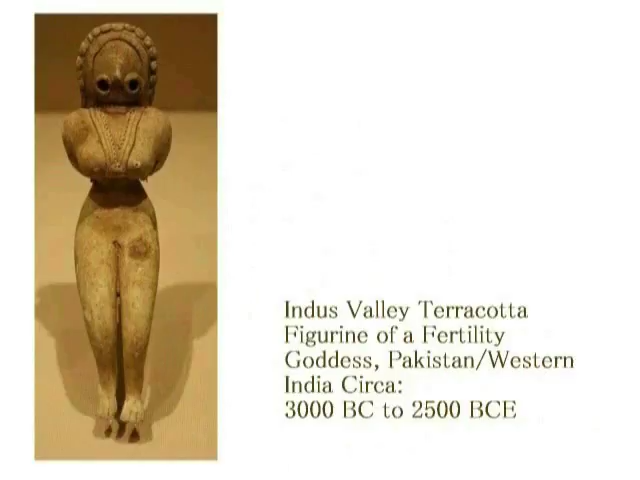 Indus Valley Terracotta
Figurine of a Fertility
Goddess, Pakistan/Western
India Circa:
3000 BC to 2500 BCE